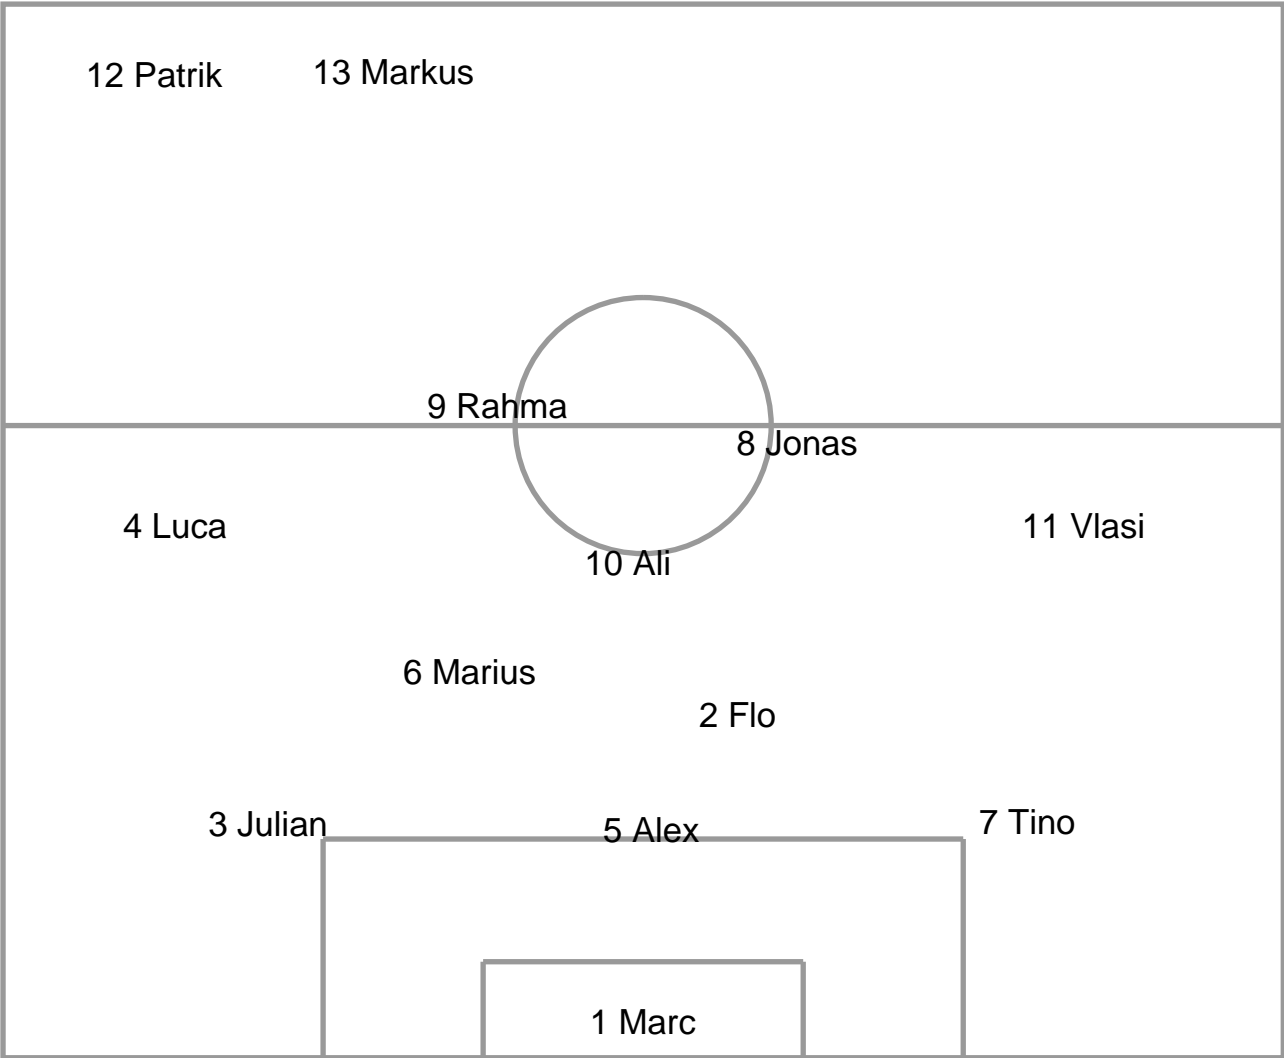 12 Patrik
13 Markus
9 Rahma
8 Jonas
4 Luca
11 Vlasi
10 Ali
6 Marius
2 Flo
3 Julian
5 Alex
7 Tino
1 Marc